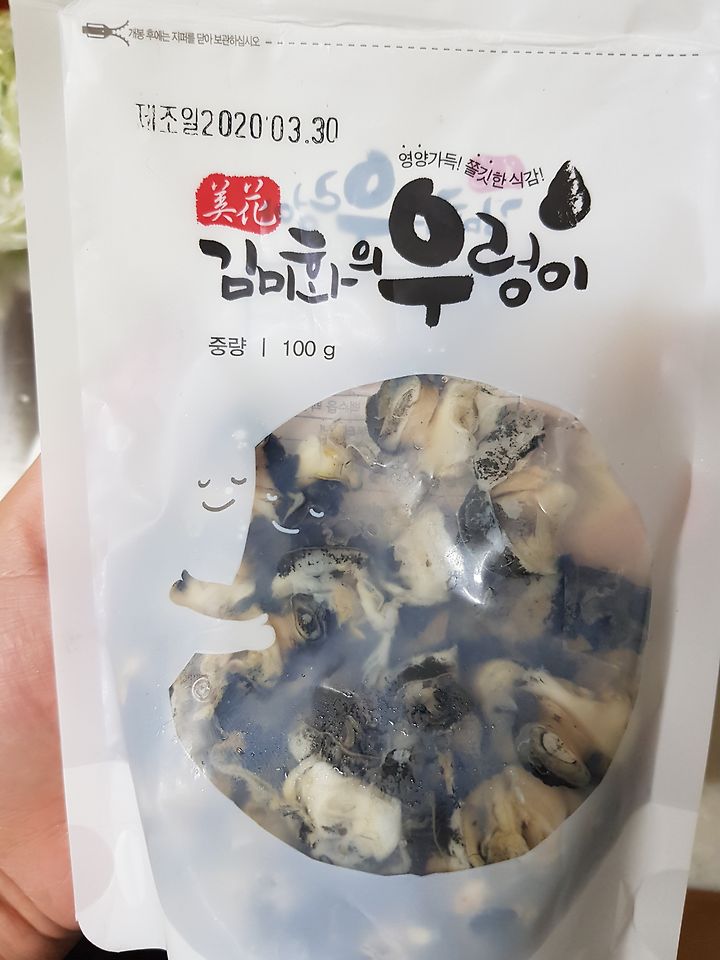 개봉 후에는 지퍼를 닫아 보관하십시오
제조일2020.03.30
영양가득! 쫄깃한 식감!
美花
김미화의우렁이
중량 | 100 g